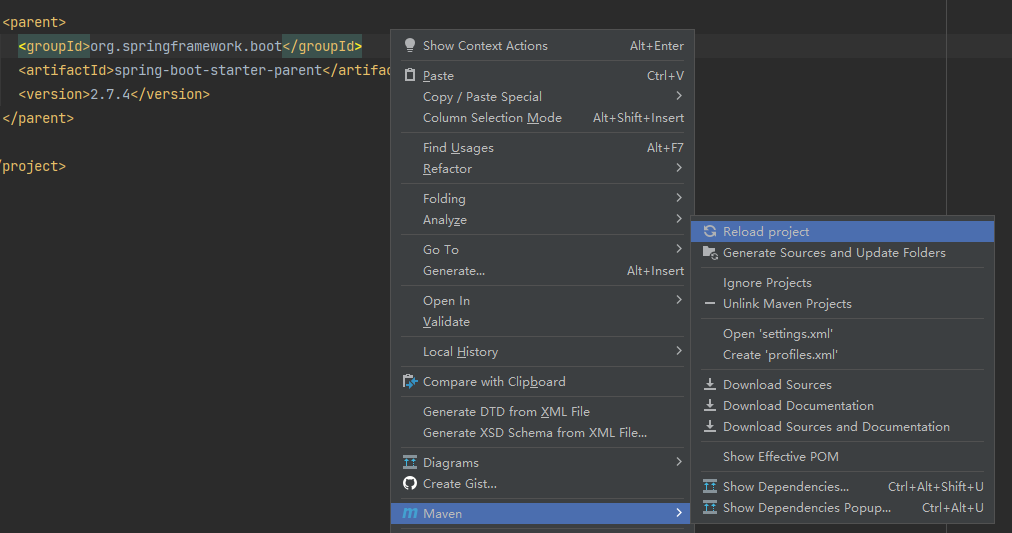 <parent>
<groupId>org.springframework.boot</groupId>
<artifactId>spring-boot-starter-parent</artifac
<version>2.7.4</version>
</parent>
/project>
Show Context Actions Alt+Enter
Paste Ctrl+V
Copy / Paste Special
Column Selection Mode Alt+Shift+Insert
Find Usages Alt+F7
Refactor
Folding
Analyze
Go To
Generate... Alt+Insert
Open In
Validate
Local History
Compare with Clipboard
Generate DTD from XML File
Generate XSD Schema from XML File...
Diagrams
Create Gist...
Maven
Reload project
Generate Sources and Update Folders
Ignore Projects
Unlink Maven Projects
Open 'settings.xml'
Create 'profiles.xml'
Download Sources
Download Documentation
Download Sources and Documentation
Show Effective POM
Show Dependencies... Ctrl+Alt+Shift+U
Show Dependencies Popup... Ctrl+Alt+U